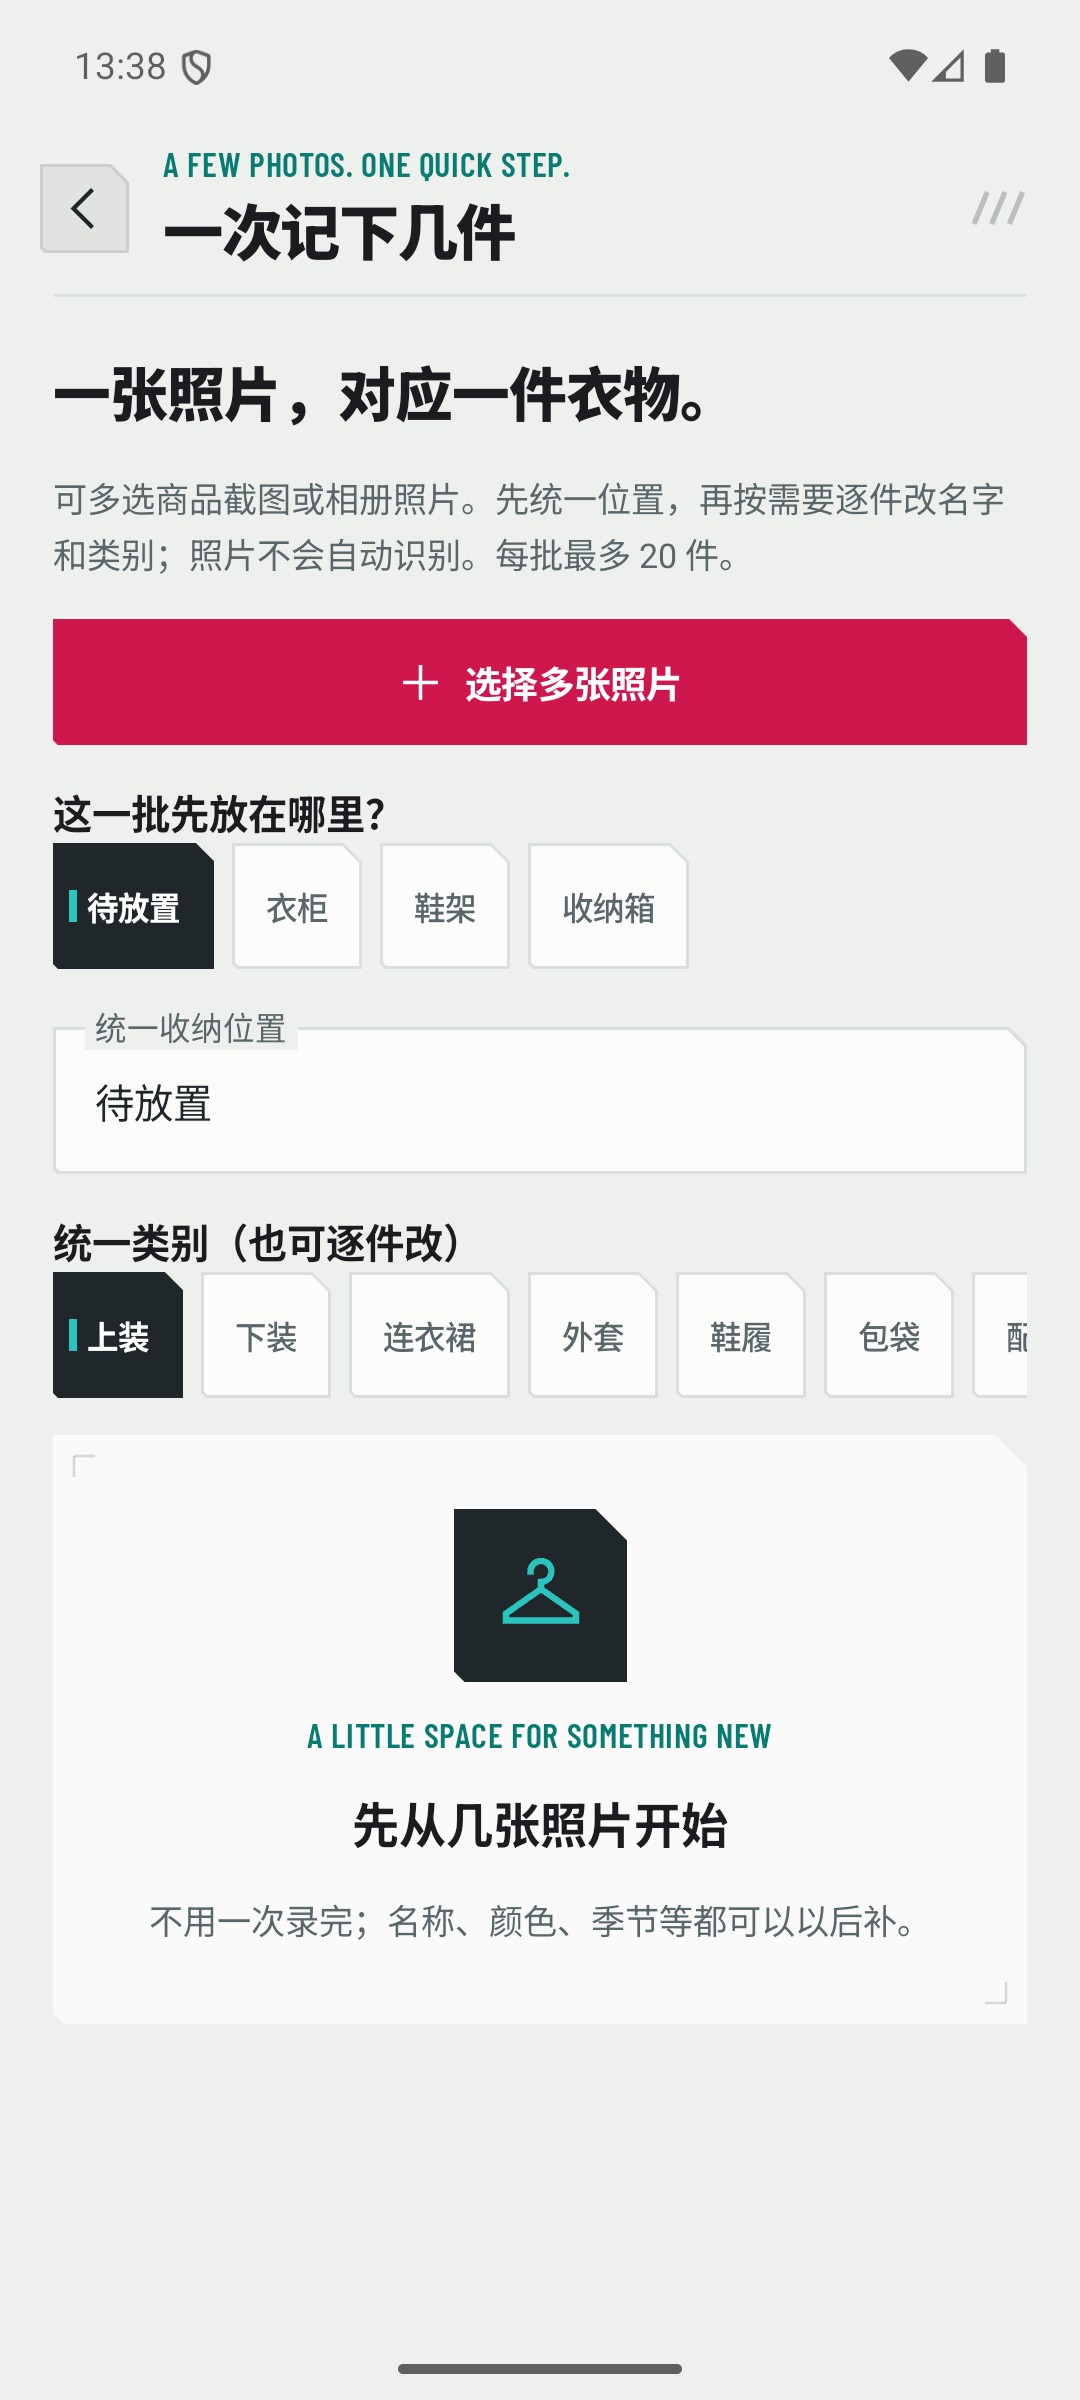 13:38
A FEW PHOTOS. ONE QUICK STEP.
一次记下几件
一张照片，对应一件衣物。
可多选商品截图或相册照片。先统一位置，再按需要逐件改名字
和类别；照片不会自动识别。每批最多 20 件。
选择多张照片
这一批先放在哪里？
待放置 衣柜 鞋架 收纳箱
统一收纳位置
待放置
统一类别（也可逐件改）
上装 下装 连衣裙 外套 鞋履 包袋
A LITTLE SPACE FOR SOMETHING NEW
先从几张照片开始
不用一次录完；名称、颜色、季节等都可以以后补。